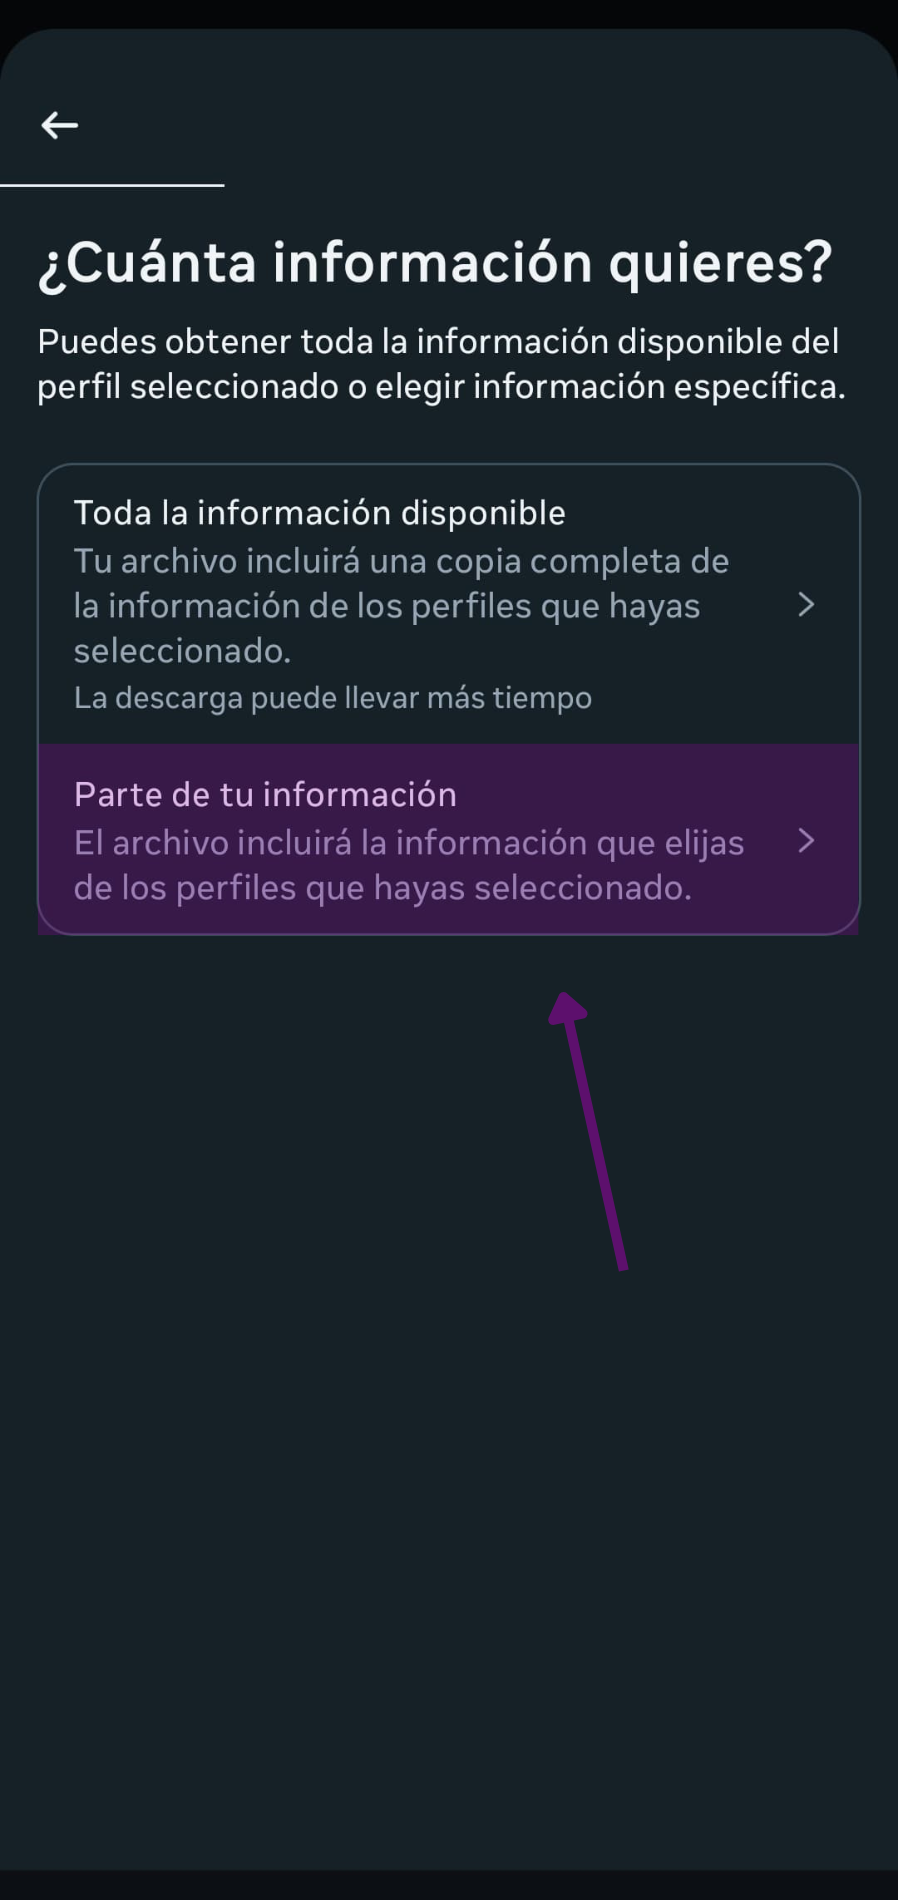 ¿Cuánta información quieres?
Puedes obtener toda la información disponible del
perfil seleccionado o elegir información específica.
Toda la información disponible
Tu archivo incluirá una copia completa de
la información de los perfiles que hayas
seleccionado.
La descarga puede llevar más tiempo
Parte de tu información
El archivo incluirá la información que elijas
de los perfiles que hayas seleccionado.